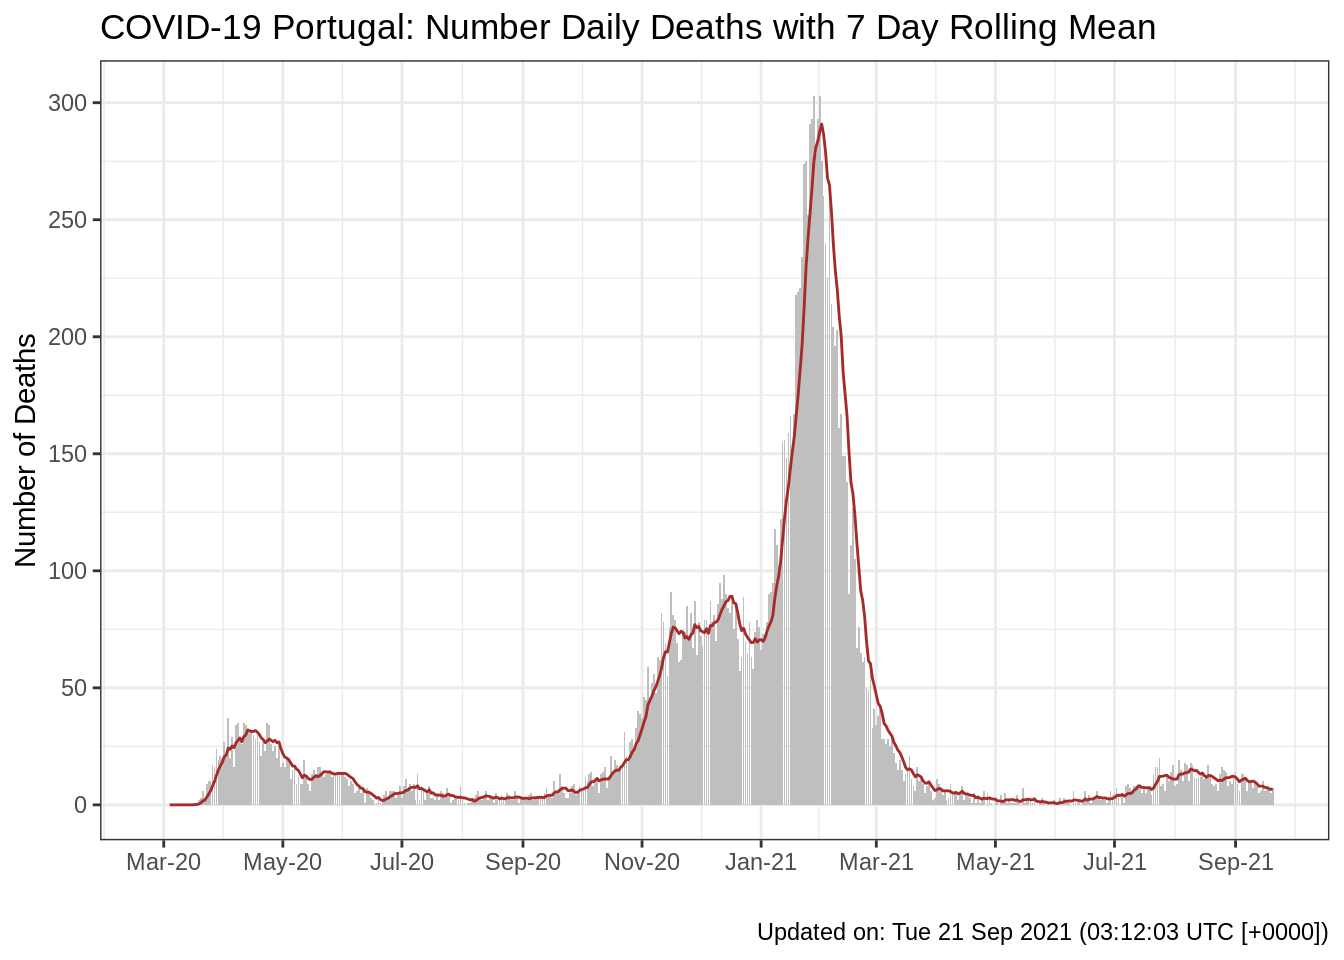 COVID-19 Portugal: Number Daily Deaths with 7 Day Rolling Mean
Number of Deaths
300
250
200
150
100
50
0
Mar-20 May-20 Jul-20 Sep-20 Nov-20 Jan-21 Mar-21 May-21 Jul-21 Sep-21
Updated on: Tue 21 Sep 2021 (03:12:03 UTC [+0000])